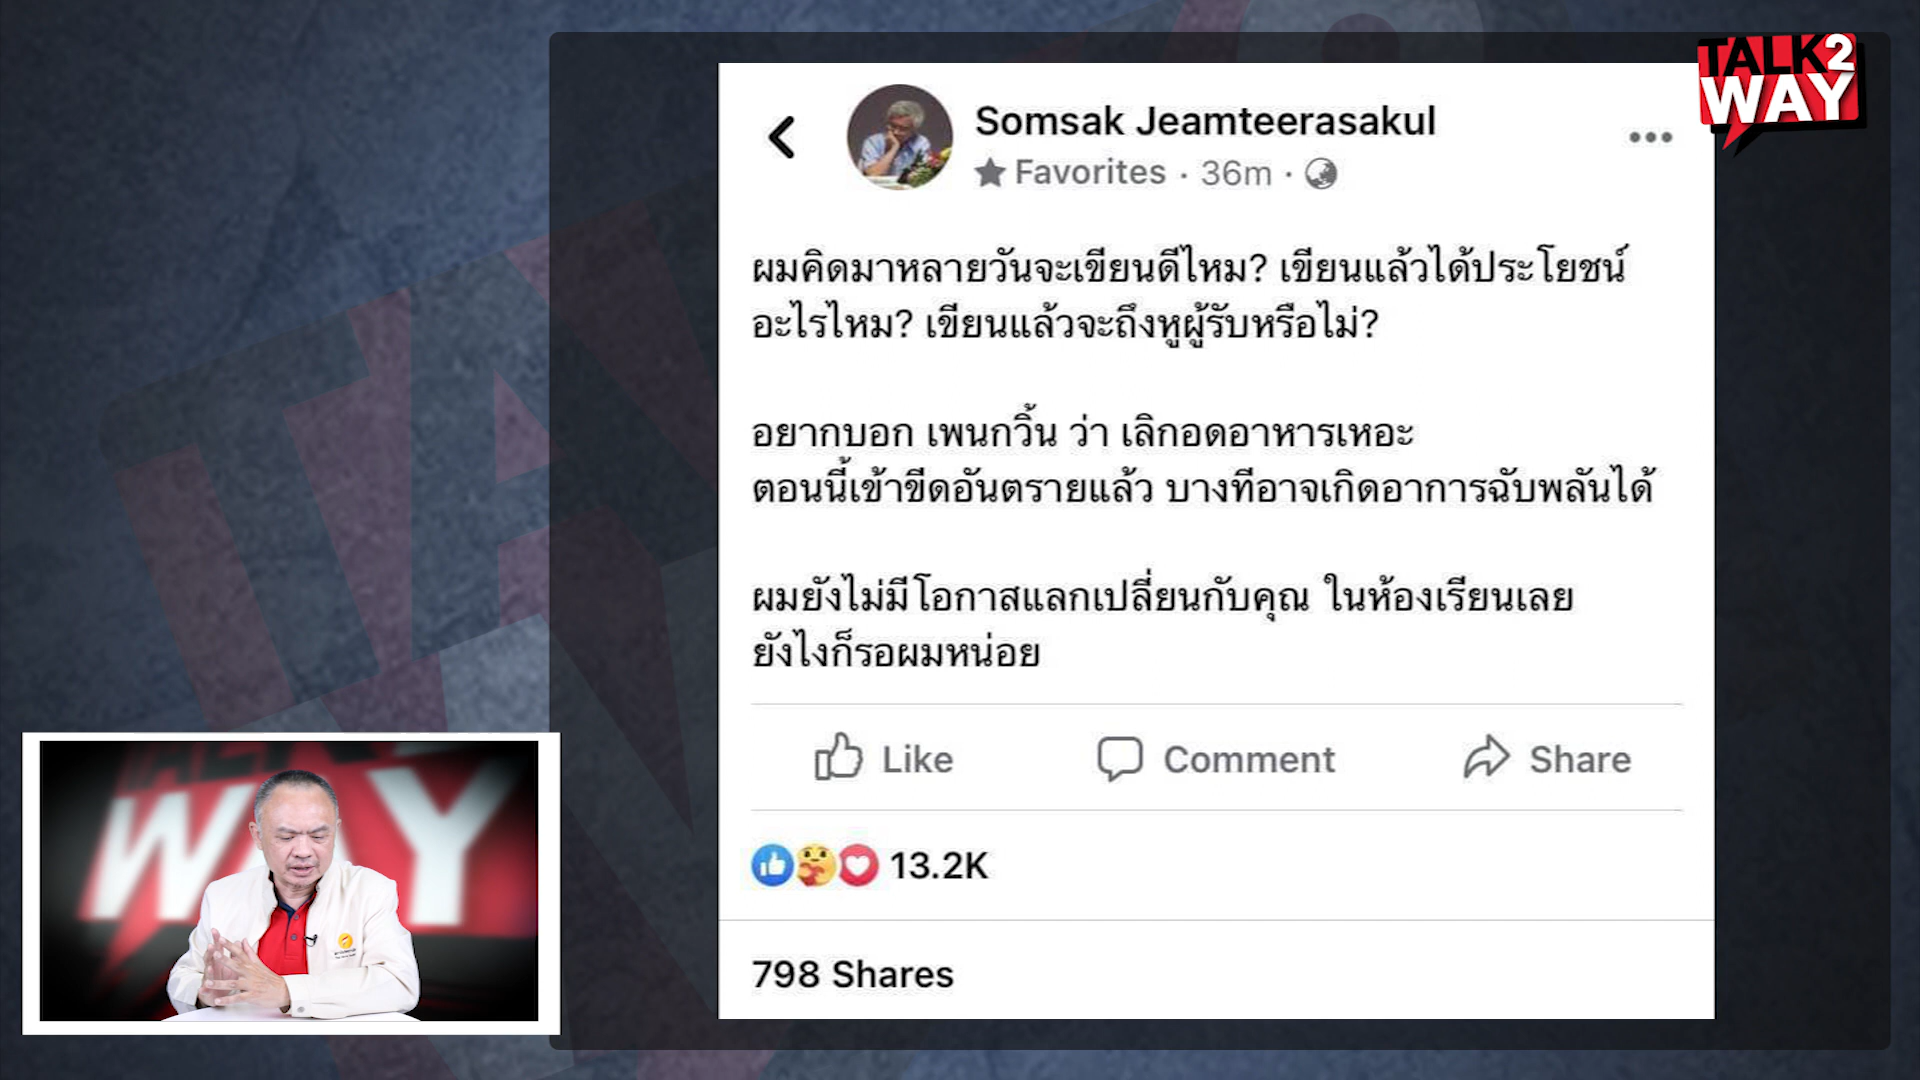 TALK2
WAY
Somsak Jeamteerasakul
Favorites · 36m ·
ผมคิดมาหลายวันจะเขียนดีไหม? เขียนแล้วได้ประโยชน์
อะไรไหม? เขียนแล้วจะถึงหูผู้รับหรือไม่?
อยากบอก เพนกวิ้น ว่า เลิกอดอาหารเหอะ
ตอนนี้เข้าขีดอันตรายแล้ว บางทีอาจเกิดอาการฉับพลันได้
ผมยังไม่มีโอกาสแลกเปลี่ยนกับคุณ ในห้องเรียนเลย
ยังไงก็รอผมหน่อย
Like Comment Share
13.2K
798 Shares
WAY